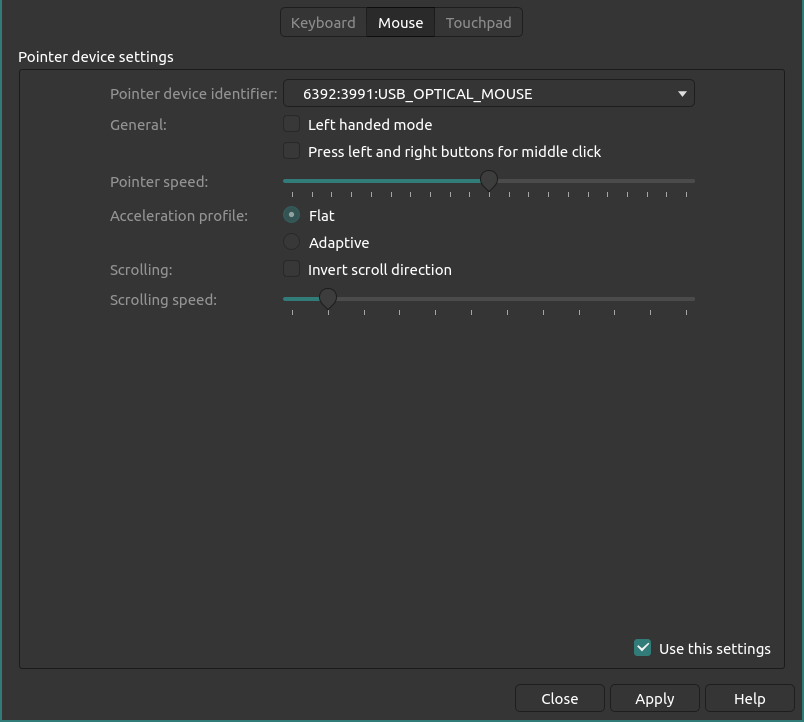 Keyboard Mouse Touchpad
Pointer device settings
Pointer device identifier: 6392:3991:USB_OPTICAL_MOUSE
General: Left handed mode
Press left and right buttons for middle click
Pointer speed:
Acceleration profile: Flat
Adaptive
Scrolling: Invert scroll direction
Scrolling speed:
Use this settings
Close Apply Help